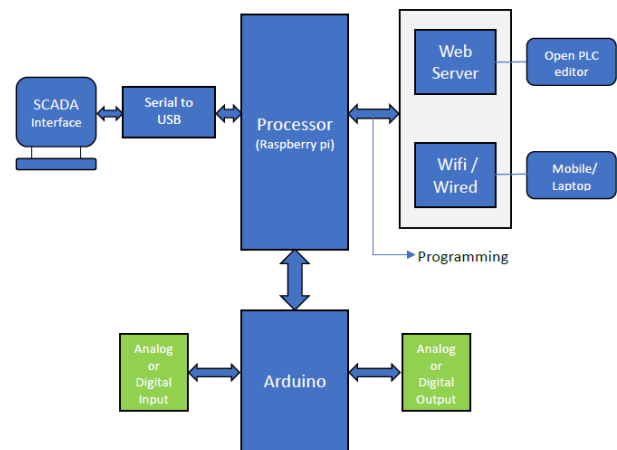 SCADA
Interface
Serial to
USB
Processor
(Raspberry pi)
Web
Server
Open PLC
editor
Wifi /
Wired
Mobile/
Laptop
Programming
Analog
or
Digital
Input
Arduino
Analog
or
Digital
Output